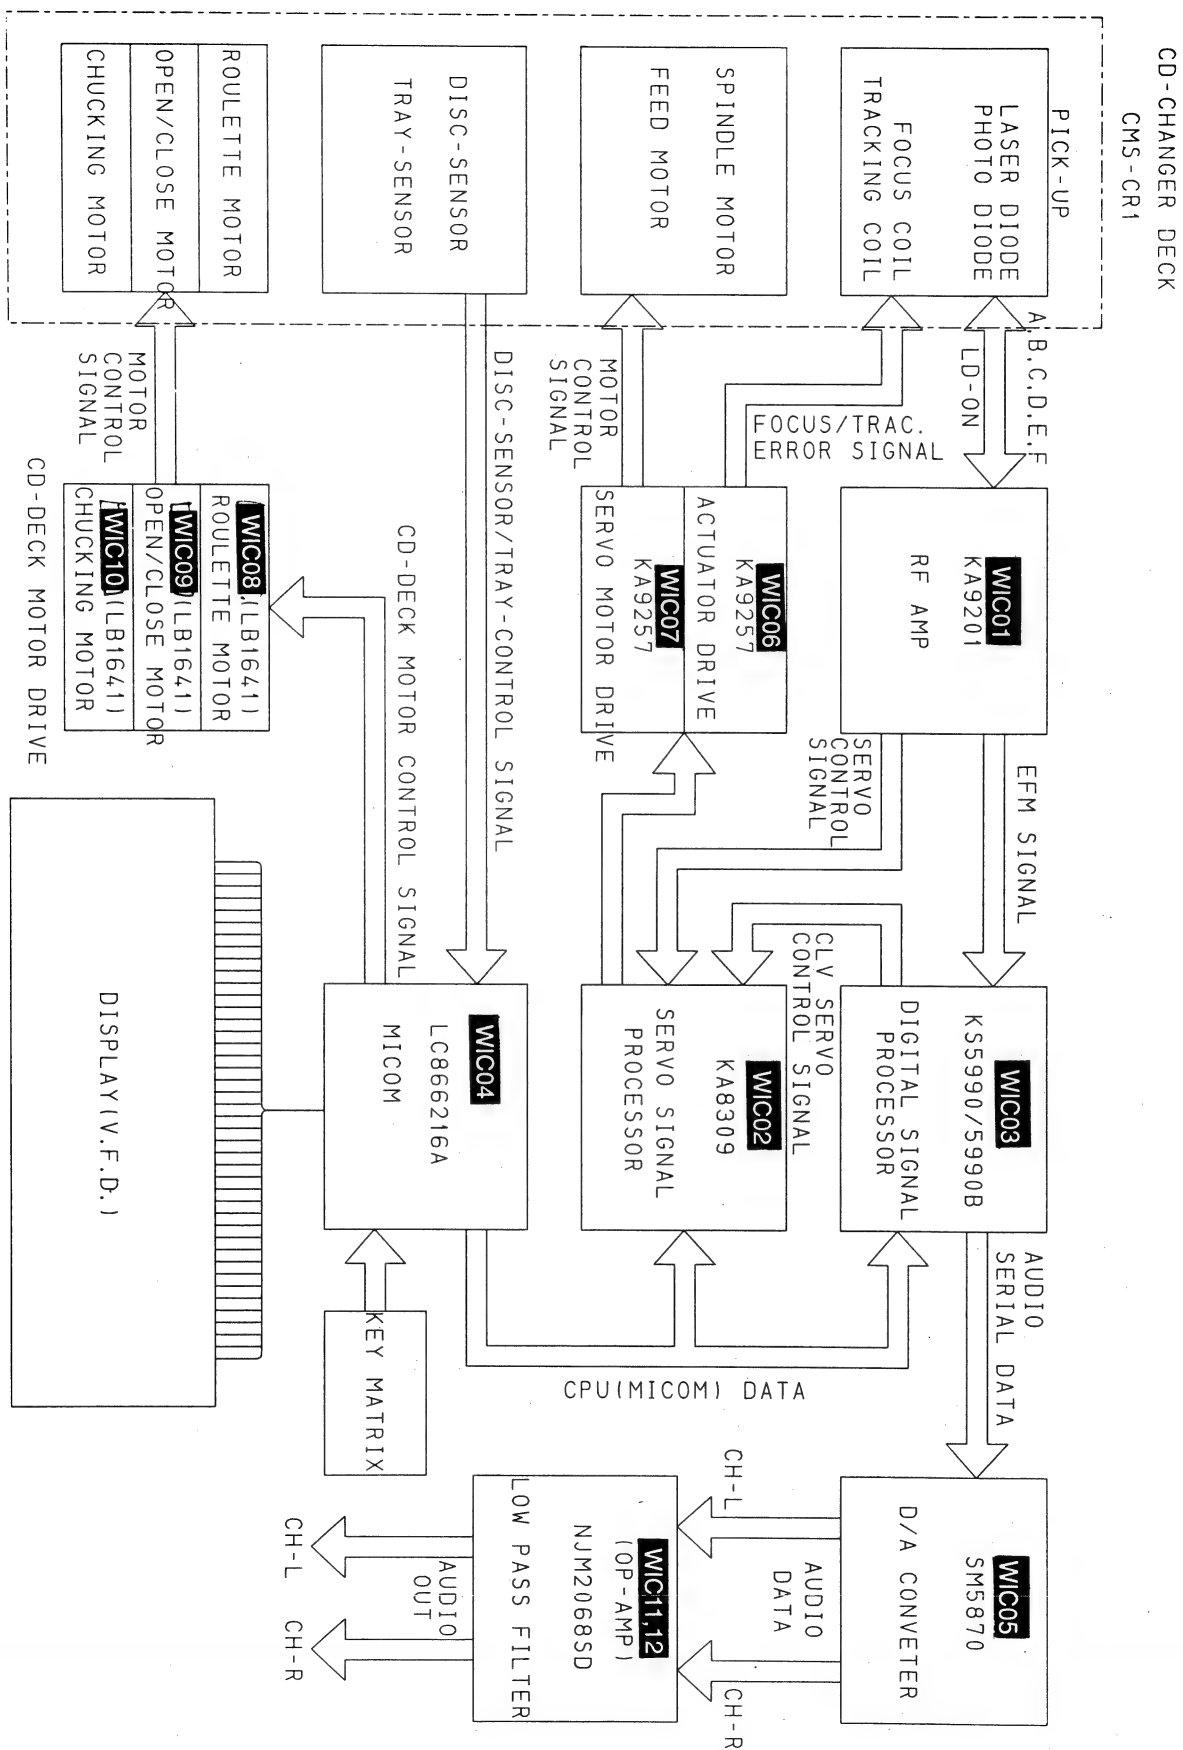 CD-CHANGER DECK
CMS-CR1
PICK-UP
LASER DIODE
PHOTO DIODE
FOCUS COIL
TRACKING COIL
A.B.C.D.E.F
LD-ON
WIC01
KA9201
RF AMP
EFM SIGNAL
SERVO
CONTROL
SIGNAL
WIC03
KS5990/5990B
DIGITAL SIGNAL
PROCESSOR
AUDIO
SERIAL DATA
WIC05
SM5870
D/A CONVETER
SPINDLE MOTOR
FEED MOTOR
MOTOR
CONTROL
SIGNAL
FOCUS/TRAC.
ERROR SIGNAL
WIC06
KA9257
ACTUATOR DRIVE
WIC07
KA9257
SERVO MOTOR DRIVE
CLV SERVO
CONTROL SIGNAL
WIC02
KA8309
SERVO SIGNAL
PROCESSOR
CPU(MICOM) DATA
CH-L
AUDIO
DATA
CH-R
WIC11,12
(OP-AMP)
NJM2068SD
LOW PASS FILTER
AUDIO
OUT
CH-L
CH-R
DISC-SENSOR
TRAY-SENSOR
DISC-SENSOR/TRAY-CONTROL SIGNAL
CD-DECK MOTOR CONTROL SIGNAL
WIC04
LC866216A
MICOM
KEY MATRIX
ROULETTE MOTOR
OPEN/CLOSE MOTOR
CHUCKING MOTOR
MOTOR
CONTROL
SIGNAL
WIC08 (LB1641)
ROULETTE MOTOR
WIC09 (LB1641)
OPEN/CLOSE MOTOR
WIC10 (LB1641)
CHUCKING MOTOR
CD-DECK MOTOR DRIVE
DISPLAY(V.F.D.)